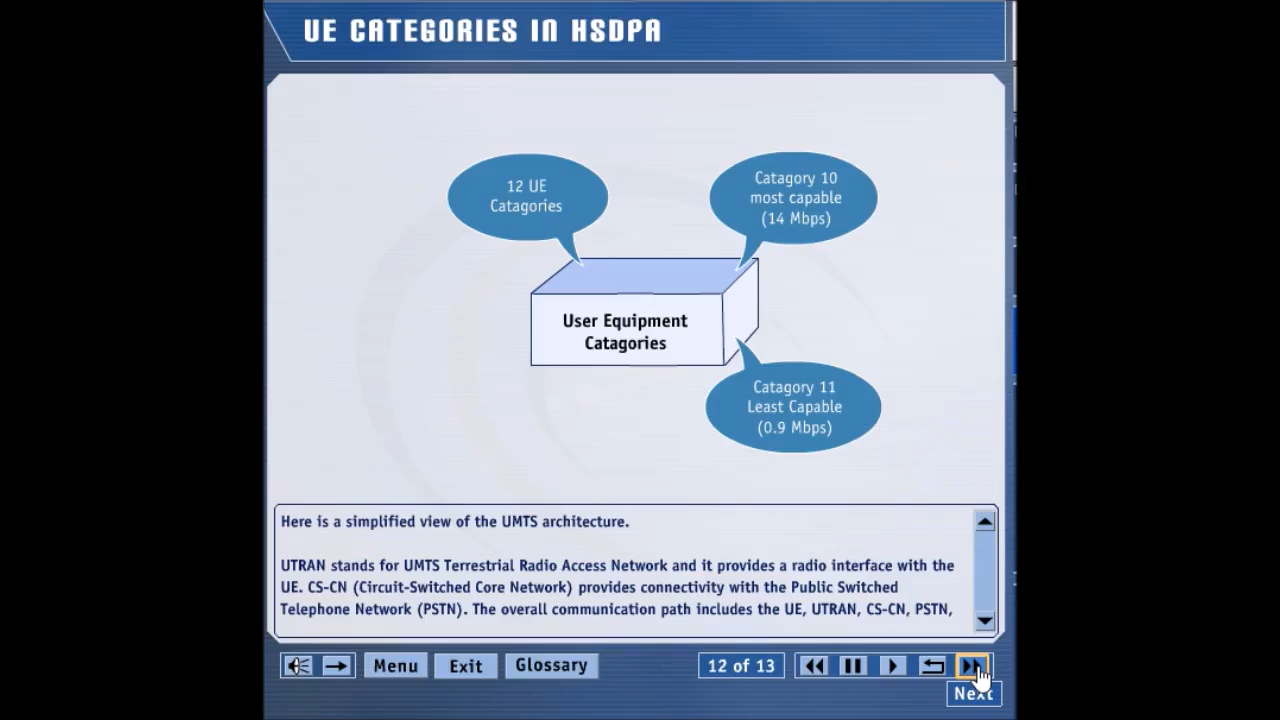 UE CATEGORIES IN HSDPA
12 UE
Catagories
Catagory 10
most capable
(14 Mbps)
User Equipment
Catagories
Catagory 11
Least Capable
(0.9 Mbps)
Here is a simplified view of the UMTS architecture.
UTRAN stands for UMTS Terrestrial Radio Access Network and it provides a radio interface with the
UE. CS-CN (Circuit-Switched Core Network) provides connectivity with the Public Switched
Telephone Network (PSTN). The overall communication path includes the UE, UTRAN, CS-CN, PSTN,
Menu
Exit
Glossary
12 of 13
Next